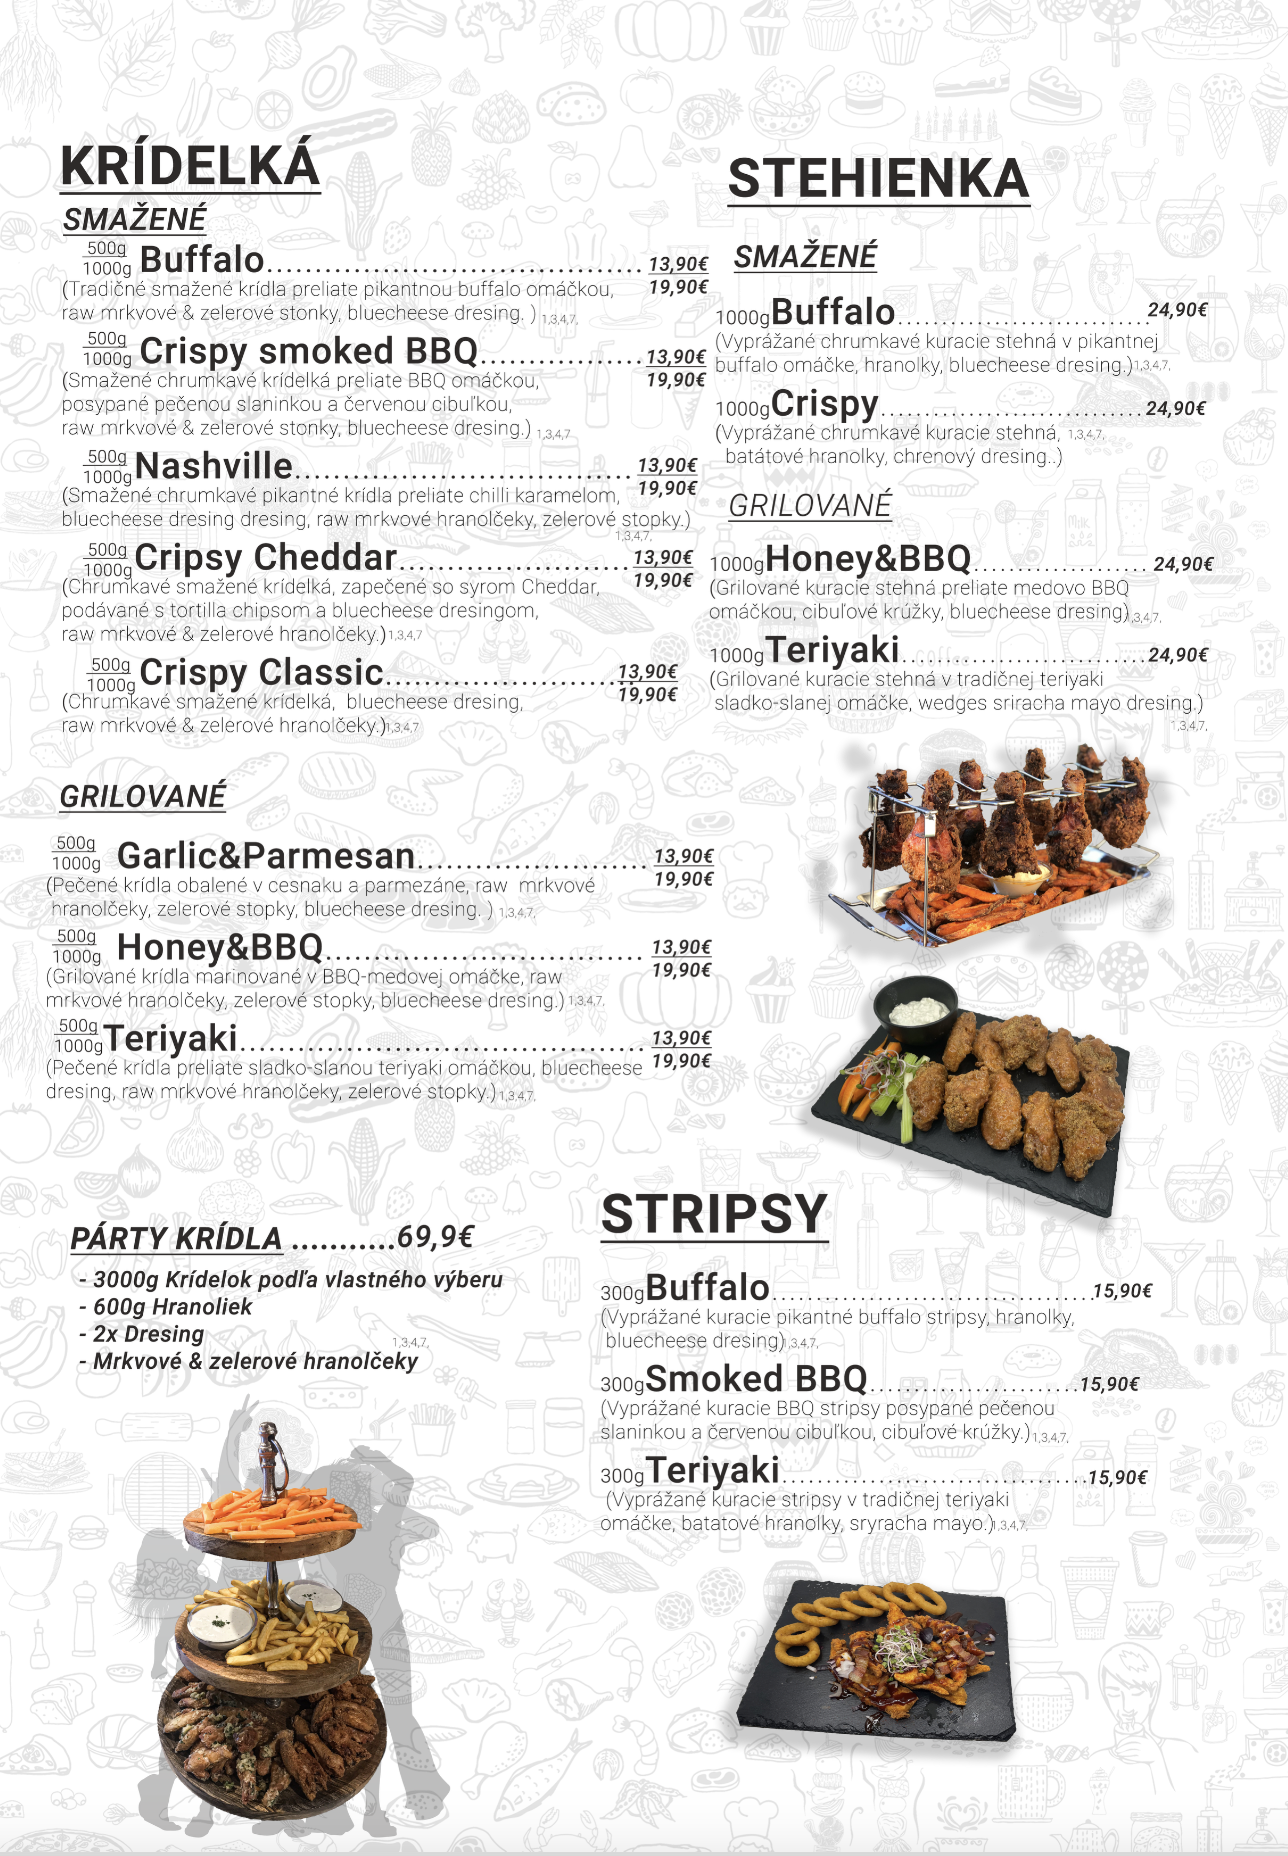 KRÍDELKÁ
SMAŽENÉ
500g
1000g Buffalo...................................... 13,90€
19,90€
(Tradičné smažené krídla preliate pikantnou buffalo omáčkou,
raw mrkvové & zelerové stonky, bluecheese dresing. ) 1,3,4,7,
500g
1000g Crispy smoked BBQ................. 13,90€
19,90€
(Smažené chrumkavé krídelká preliate BBQ omáčkou,
posypané pečenou slaninkou a červenou cibuľkou,
raw mrkvové & zelerové stonky, bluecheese dresing.) 1,3,4,7
500g
1000g Nashville.................................. 13,90€
19,90€
(Smažené chrumkavé pikantné krídla preliate chilli karamelom,
bluecheese dresing dresing, raw mrkvové hranolčeky, zelerové stopky.)
1,3,4,7,
500g
1000g Cripsy Cheddar........................ 13,90€
19,90€
(Chrumkavé smažené krídelká, zapečené so syrom Cheddar,
podávané s tortilla chipsom a bluecheese dresingom,
raw mrkvové & zelerové hranolčeky.) 1,3,4,7
500g
1000g Crispy Classic......................... 13,90€
19,90€
(Chrumkavé smažené krídelká, bluecheese dresing,
raw mrkvové & zelerové hranolčeky.) 1,3,4,7
GRILOVANÉ
500g
1000g Garlic&Parmesan........................ 13,90€
19,90€
(Pečené krídla obalené v cesnaku a parmezáne, raw mrkvové
hranolčeky, zelerové stopky, bluecheese dresing. ) 1,3,4,7,
500g
1000g Honey&BBQ................................ 13,90€
19,90€
(Grilované krídla marinované v BBQ-medovej omáčke, raw
mrkvové hranolčeky, zelerové stopky, bluecheese dresing.) 1,3,4,7,
500g
1000g Teriyaki......................................... 13,90€
19,90€
(Pečené krídla preliate sladko-slanou teriyaki omáčkou, bluecheese
dresing, raw mrkvové hranolčeky, zelerové stopky.) 1,3,4,7,
PÁRTY KRÍDLA ...........69,9€
- 3000g Krídelok podľa vlastného výberu
- 600g Hranoliek
- 2x Dresing
1,3,4,7,
- Mrkvové & zelerové hranolčeky
STEHIENKA
SMAŽENÉ
1000g Buffalo............................. 24,90€
(Vyprážané chrumkavé kuracie stehná v pikantnej
buffalo omáčke, hranolky, bluecheese dresing.) 1,3,4,7,
1000g Crispy.............................. 24,90€
(Vyprážané chrumkavé kuracie stehná, 1,3,4,7,
batátové hranolky, chrenový dresing..)
GRILOVANÉ
1000g Honey&BBQ.................... 24,90€
(Grilované kuracie stehná preliate medovo BBQ
omáčkou, cibuľové krúžky, bluecheese dresing) ,3,4,7,
1000g Teriyaki............................ 24,90€
(Grilované kuracie stehná v tradičnej teriyaki
sladko-slanej omáčke, wedges sriracha mayo dresing.)
1,3,4,7,
STRIPSY
300g Buffalo..................................... 15,90€
(Vyprážané kuracie pikantné buffalo stripsy, hranolky,
bluecheese dresing) 1,3,4,7,
300g Smoked BBQ........................ 15,90€
(Vyprážané kuracie BBQ stripsy posypané pečenou
slaninkou a červenou cibuľkou, cibuľové krúžky.) 1,3,4,7,
300g Teriyaki................................... 15,90€
(Vyprážané kuracie stripsy v tradičnej teriyaki
omáčke, batatové hranolky, sryracha mayo.) 1,3,4,7,